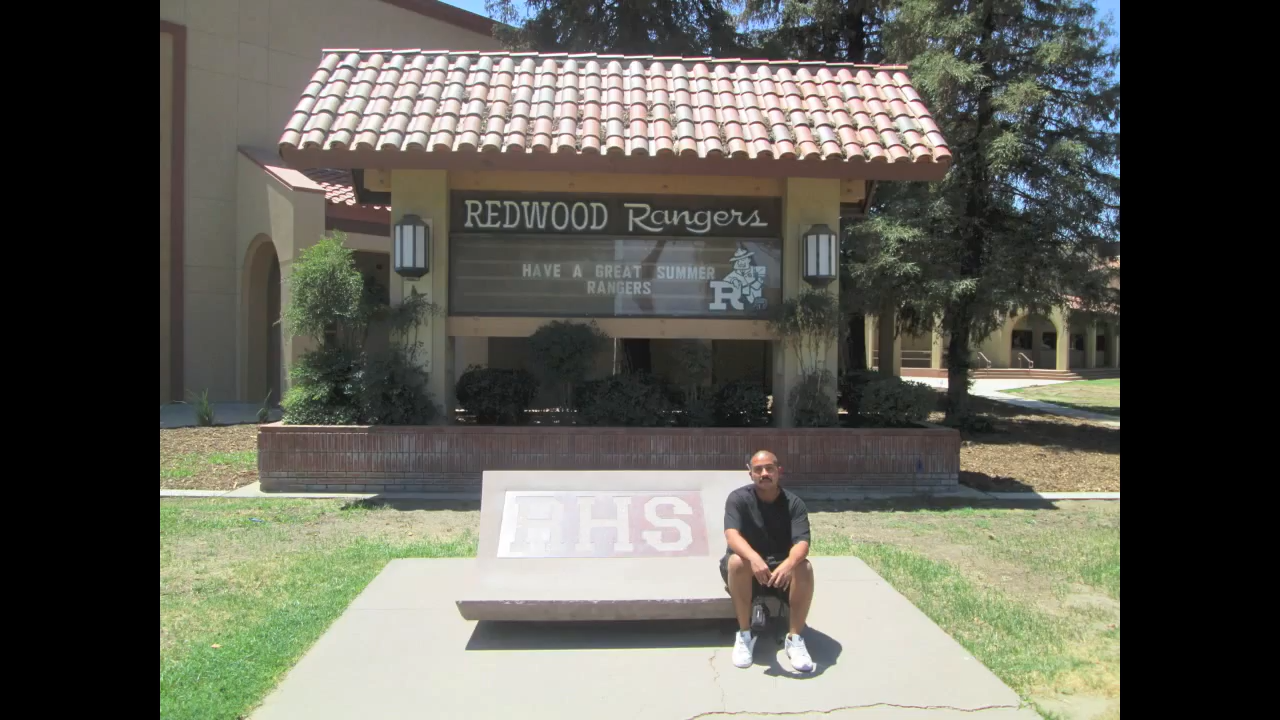 REDWOOD Rangers
HAVE A GREAT SUMMER
RANGERS
R
RHS